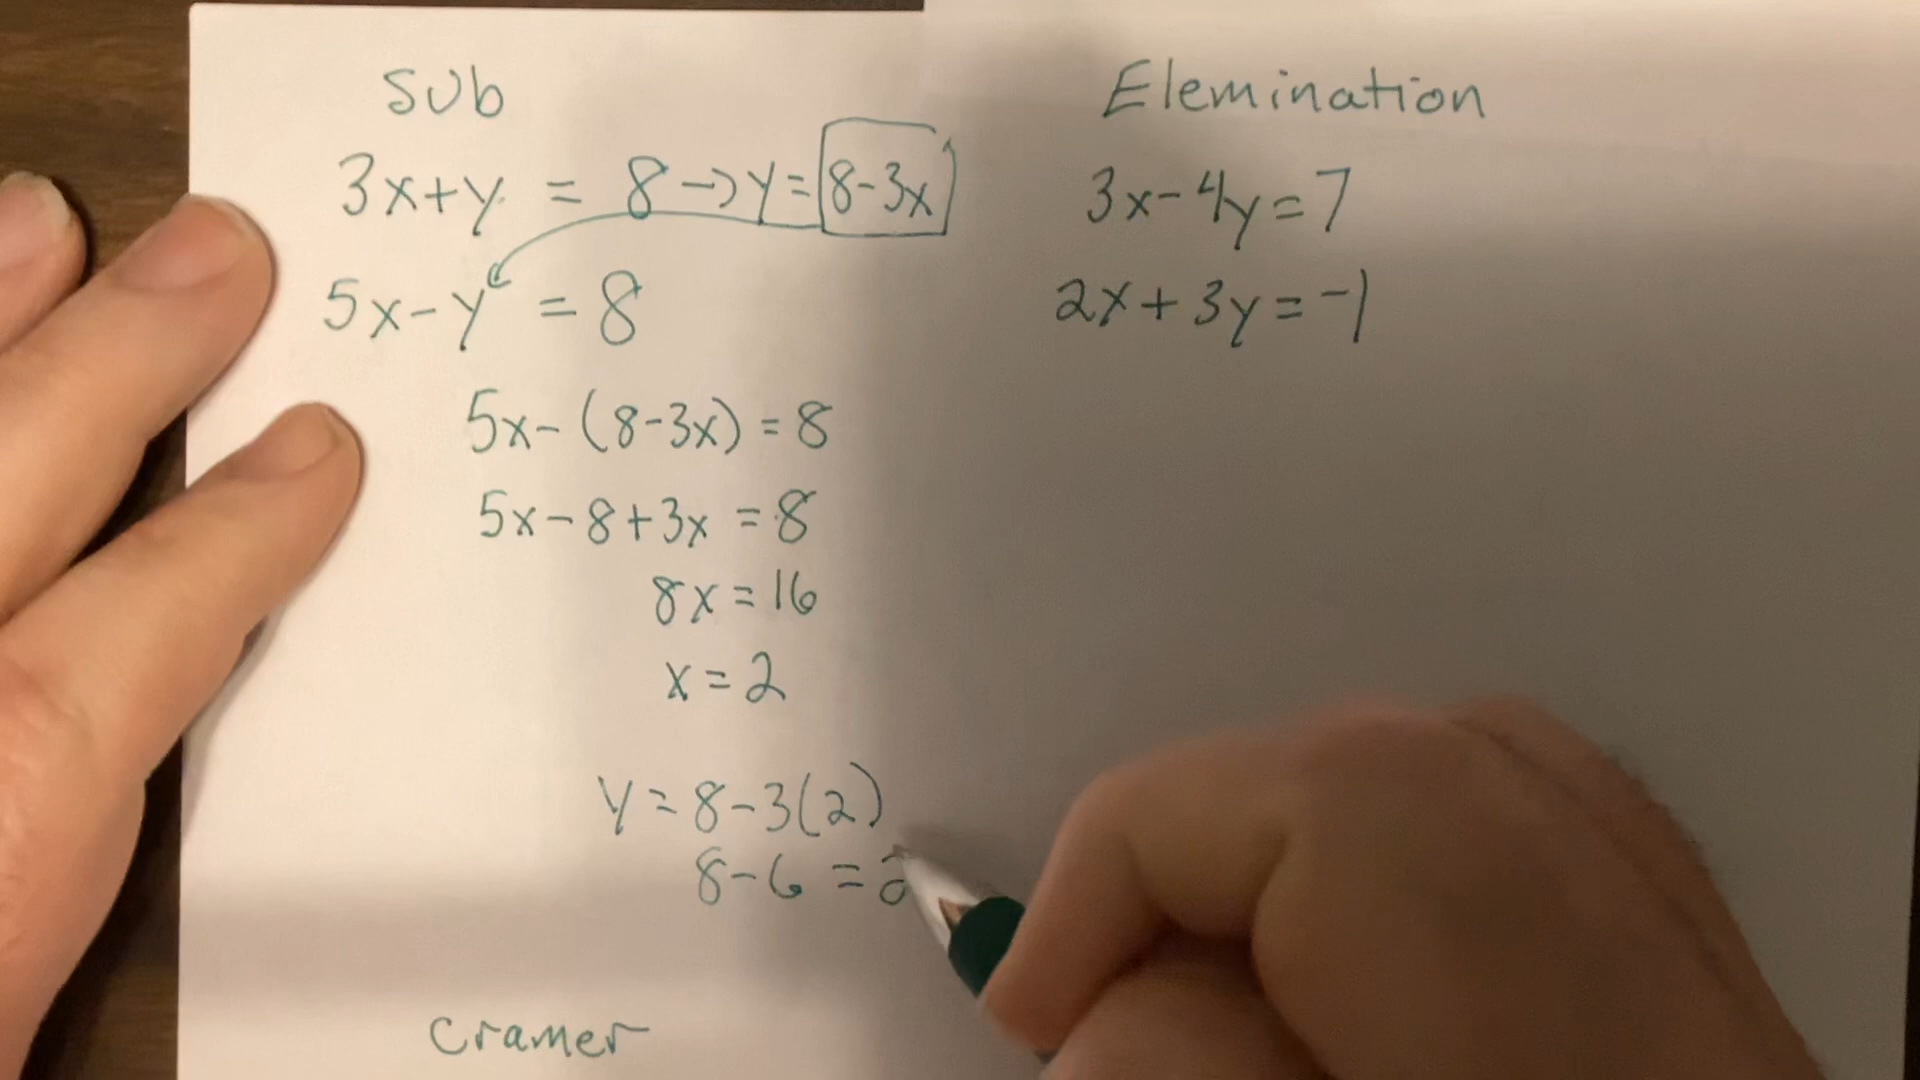 Sub
3x+y = 8 → y = 8-3x
5x-y = 8
5x-(8-3x) = 8
5x-8+3x = 8
8x = 16
x = 2
y = 8-3(2)
8-6 = 2
Cramer
Elemination
3x-4y=7
2x+3y=-1